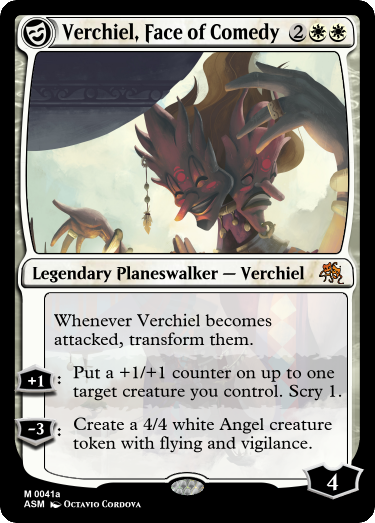 Verchiel, Face of Comedy 2
Legendary Planeswalker — Verchiel
Whenever Verchiel becomes
attacked, transform them.
+1: Put a +1/+1 counter on up to one
target creature you control. Scry 1.
−3: Create a 4/4 white Angel creature
token with flying and vigilance.
4
M 0041a
ASM Octavio Cordova